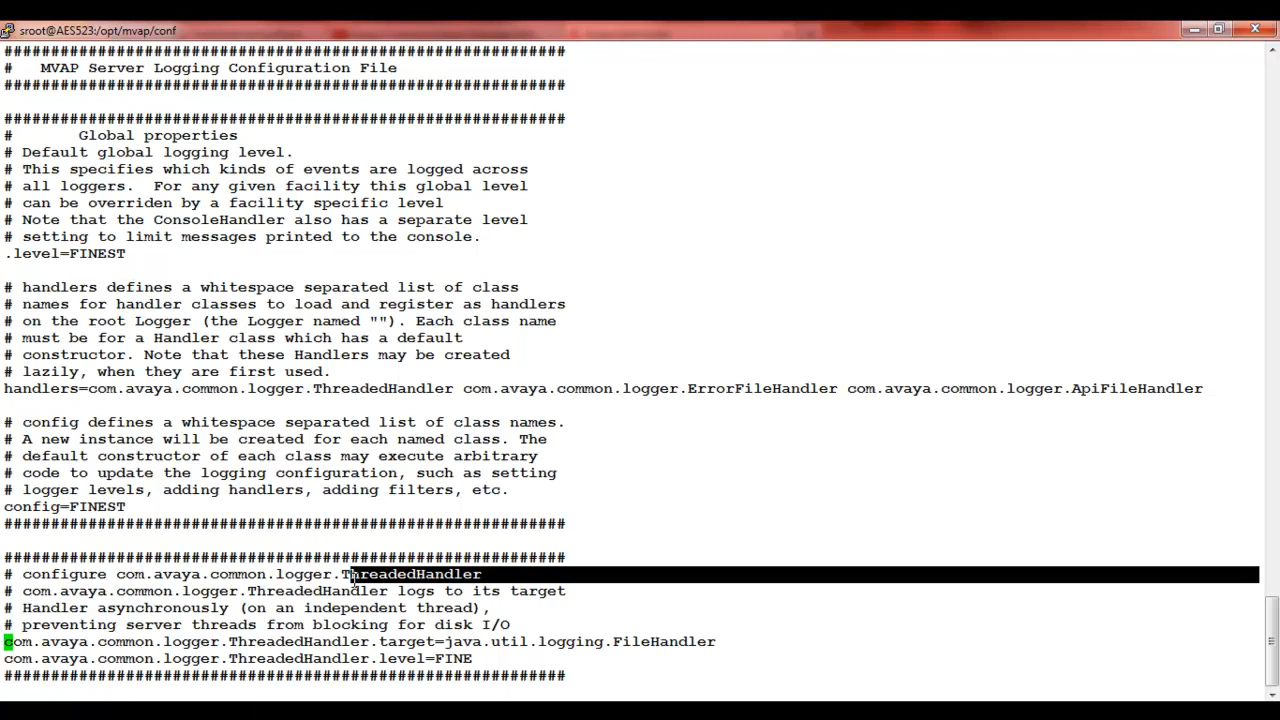 sroot@AES523:/opt/mvap/conf
############################################################
#   MVAP Server Logging Configuration File
############################################################
############################################################
#       Global properties
# Default global logging level.
# This specifies which kinds of events are logged across
# all loggers.  For any given facility this global level
# can be overriden by a facility specific level
# Note that the ConsoleHandler also has a separate level
# setting to limit messages printed to the console.
.level=FINEST
# handlers defines a whitespace separated list of class
# names for handler classes to load and register as handlers
# on the root Logger (the Logger named ""). Each class name
# must be for a Handler class which has a default
# constructor. Note that these Handlers may be created
# lazily, when they are first used.
handlers=com.avaya.common.logger.ThreadedHandler com.avaya.common.logger.ErrorFileHandler com.avaya.common.logger.ApiFileHandler
# config defines a whitespace separated list of class names.
# A new instance will be created for each named class. The
# default constructor of each class may execute arbitrary
# code to update the logging configuration, such as setting
# logger levels, adding handlers, adding filters, etc.
config=FINEST
############################################################
############################################################
# configure com.avaya.common.logger.ThreadedHandler
# com.avaya.common.logger.ThreadedHandler logs to its target
# Handler asynchronously (on an independent thread),
# preventing server threads from blocking for disk I/O
com.avaya.common.logger.ThreadedHandler.target=java.util.logging.FileHandler
com.avaya.common.logger.ThreadedHandler.level=FINE
############################################################